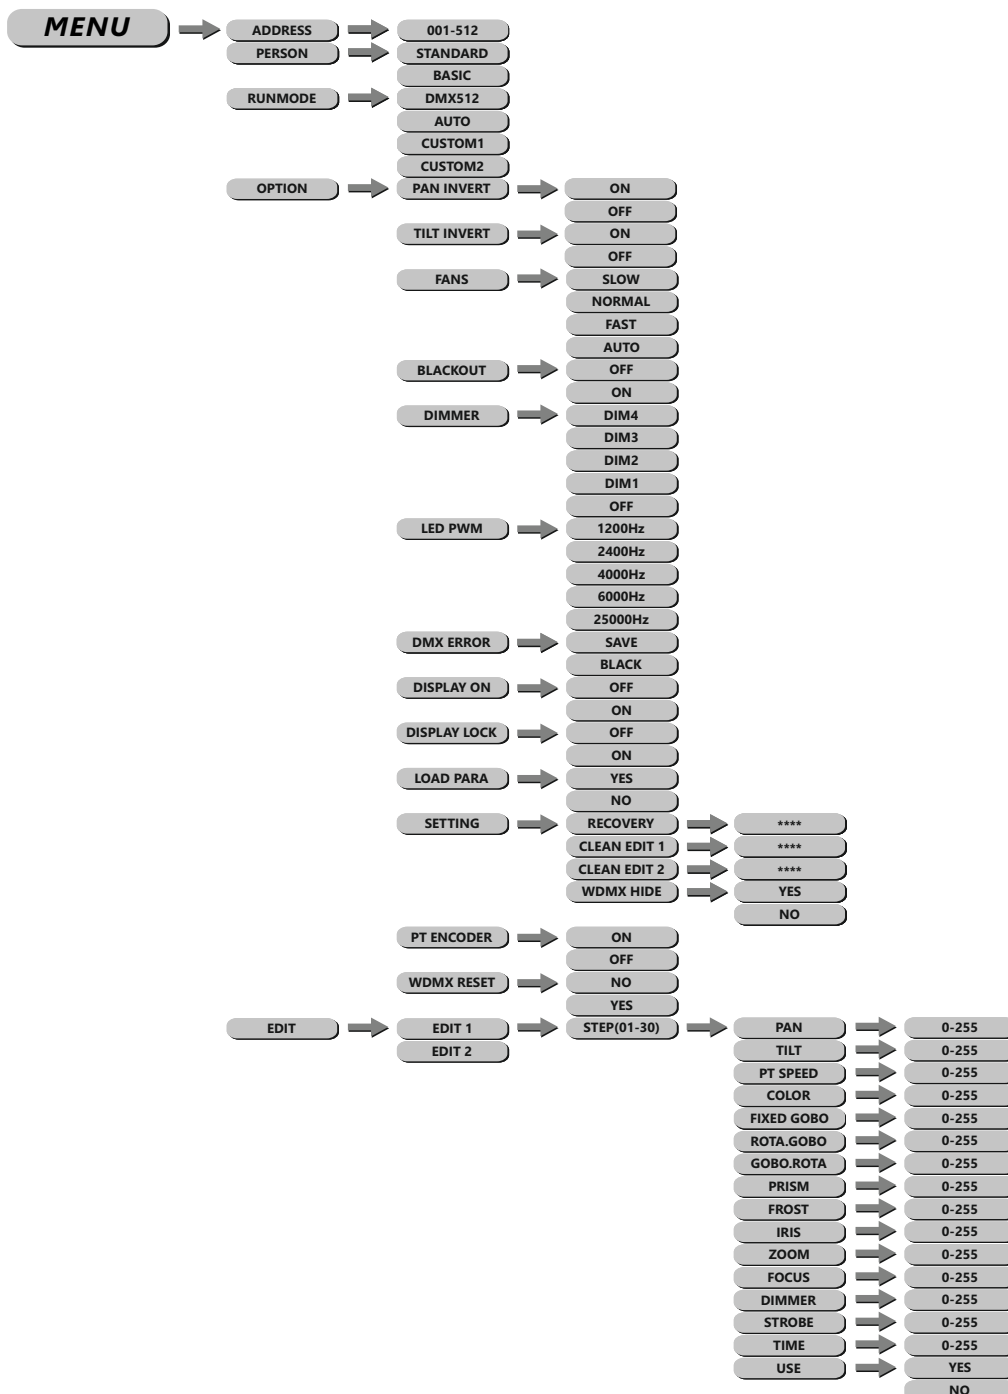 MENU
ADDRESS 001-512
PERSON STANDARD
BASIC
RUNMODE DMX512
AUTO
CUSTOM1
CUSTOM2
OPTION PAN INVERT ON
OFF
TILT INVERT ON
OFF
FANS SLOW
NORMAL
FAST
AUTO
BLACKOUT OFF
ON
DIMMER DIM4
DIM3
DIM2
DIM1
OFF
LED PWM 1200Hz
2400Hz
4000Hz
6000Hz
25000Hz
DMX ERROR SAVE
BLACK
DISPLAY ON OFF
ON
DISPLAY LOCK OFF
ON
LOAD PARA YES
NO
SETTING RECOVERY ****
CLEAN EDIT 1 ****
CLEAN EDIT 2 ****
WDMX HIDE YES
NO
PT ENCODER ON
OFF
WDMX RESET NO
YES
EDIT EDIT 1 STEP(01-30) PAN 0-255
EDIT 2 TILT 0-255
PT SPEED 0-255
COLOR 0-255
FIXED GOBO 0-255
ROTA.GOBO 0-255
GOBO.ROTA 0-255
PRISM 0-255
FROST 0-255
IRIS 0-255
ZOOM 0-255
FOCUS 0-255
DIMMER 0-255
STROBE 0-255
TIME 0-255
USE YES
NO